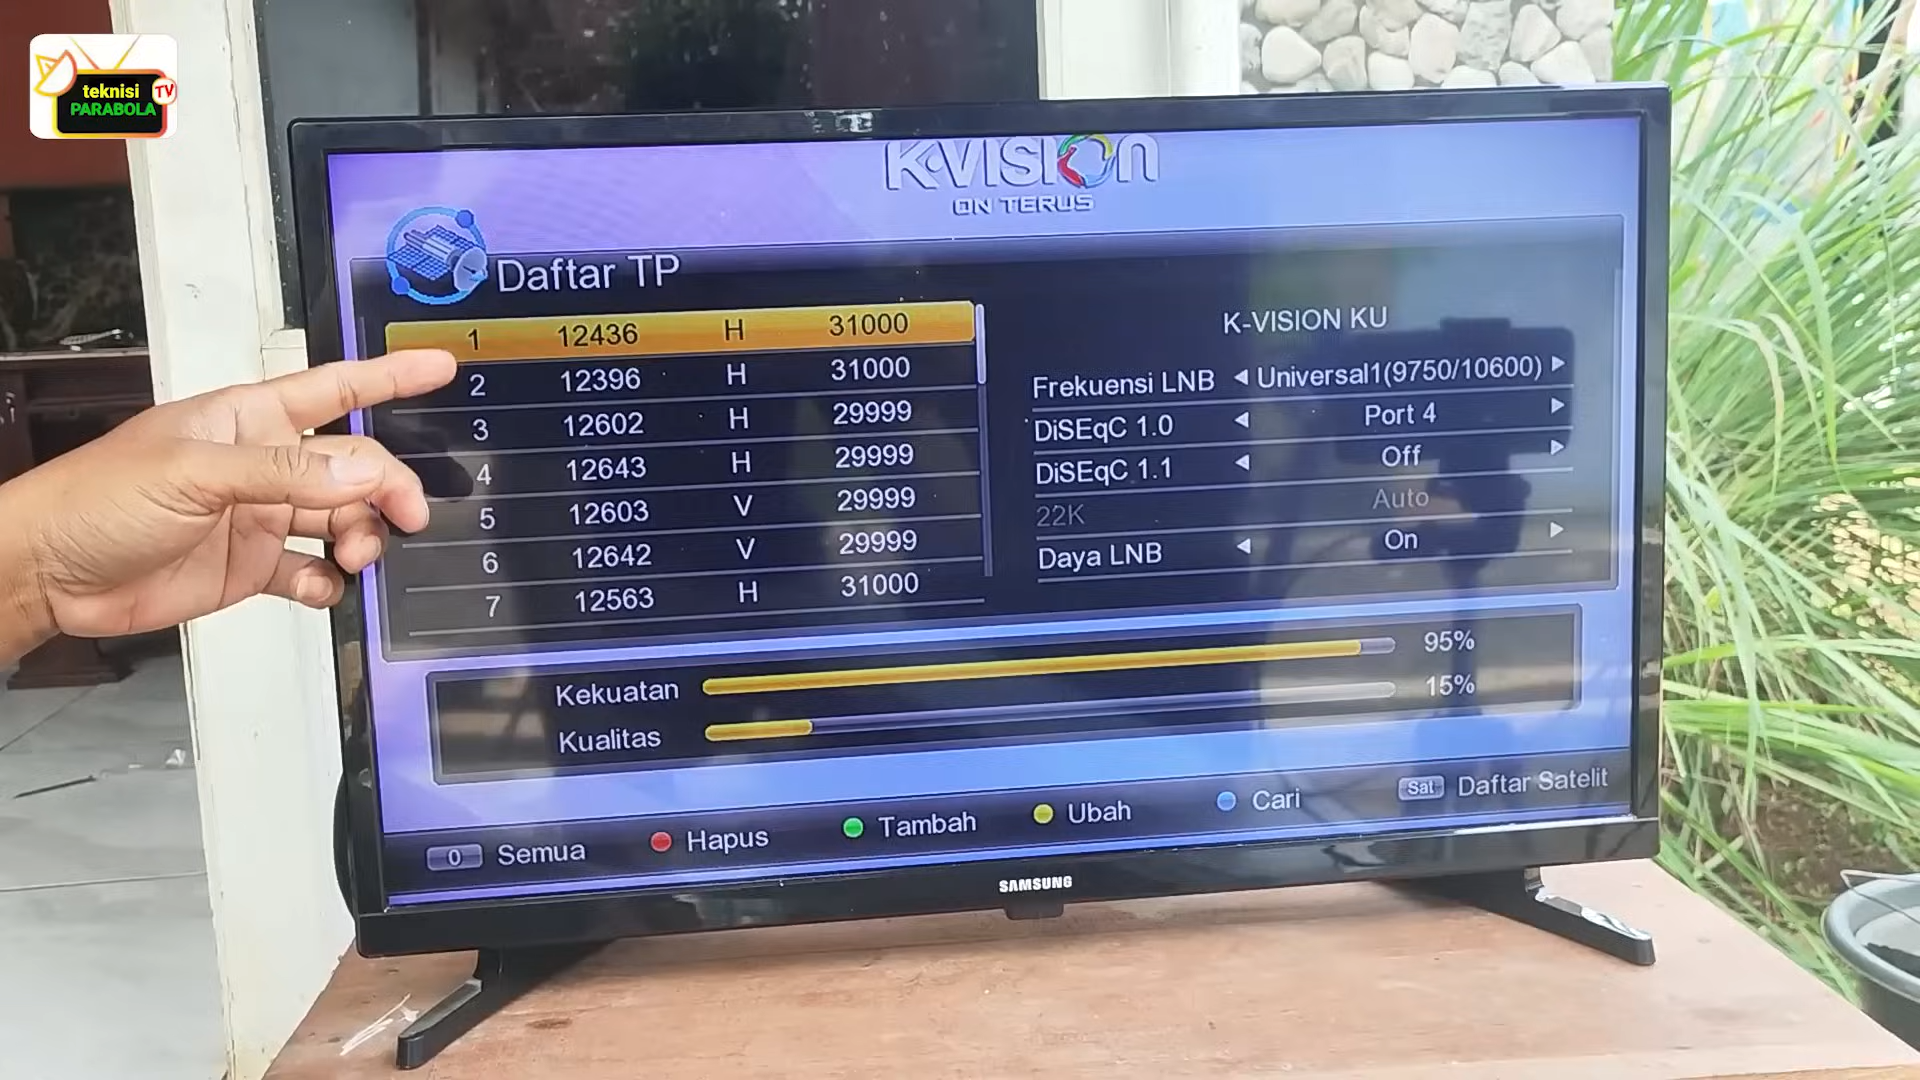 teknisi TV
PARABOLA
K-VISION
ON TERUS
Daftar TP
1 12436 H 31000
2 12396 H 31000
3 12602 H 29999
4 12643 H 29999
5 12603 V 29999
6 12642 V 29999
7 12563 H 31000
K-VISION KU
Frekuensi LNB Universal1(9750/10600)
DiSEqC 1.0 Port 4
DiSEqC 1.1 Off
22K Auto
Daya LNB On
Kekuatan 95%
Kualitas 15%
0 Semua Hapus Tambah Ubah Cari Sat Daftar Satelit
SAMSUNG